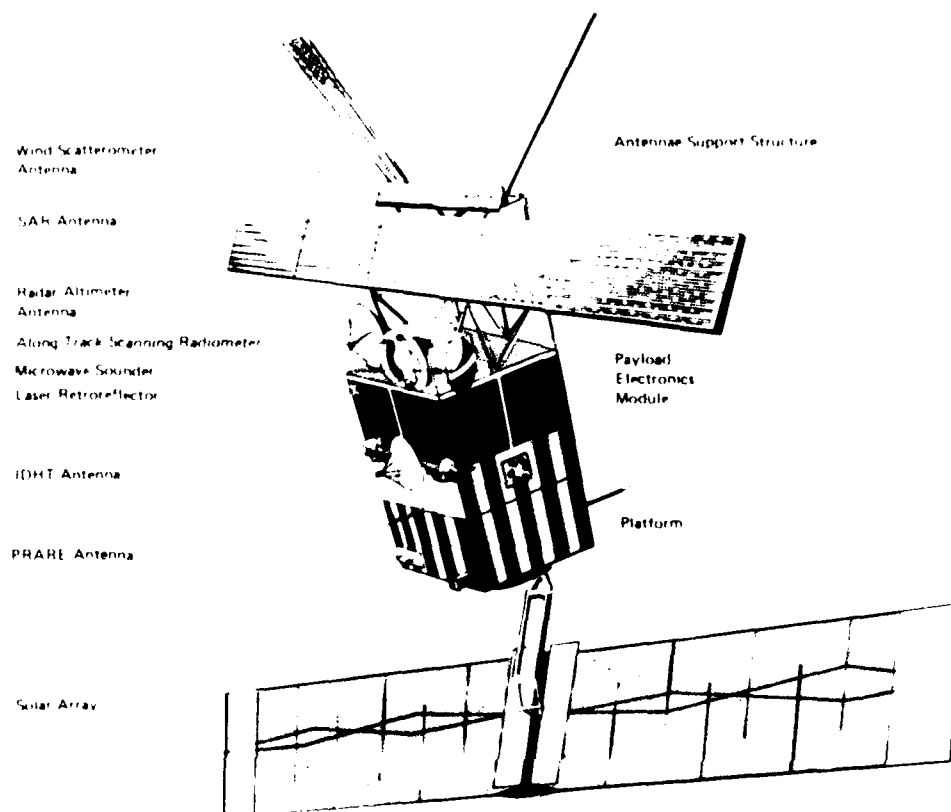 Wind Scatterometer
Antenna
SAR Antenna
Radar Altimeter
Antenna
Along Track Scanning Radiometer
Microwave Sounder
Laser Retroreflector
IDHT Antenna
PRARE Antenna
Solar Array
Antennae Support Structure
Payload
Electronics
Module
Platform